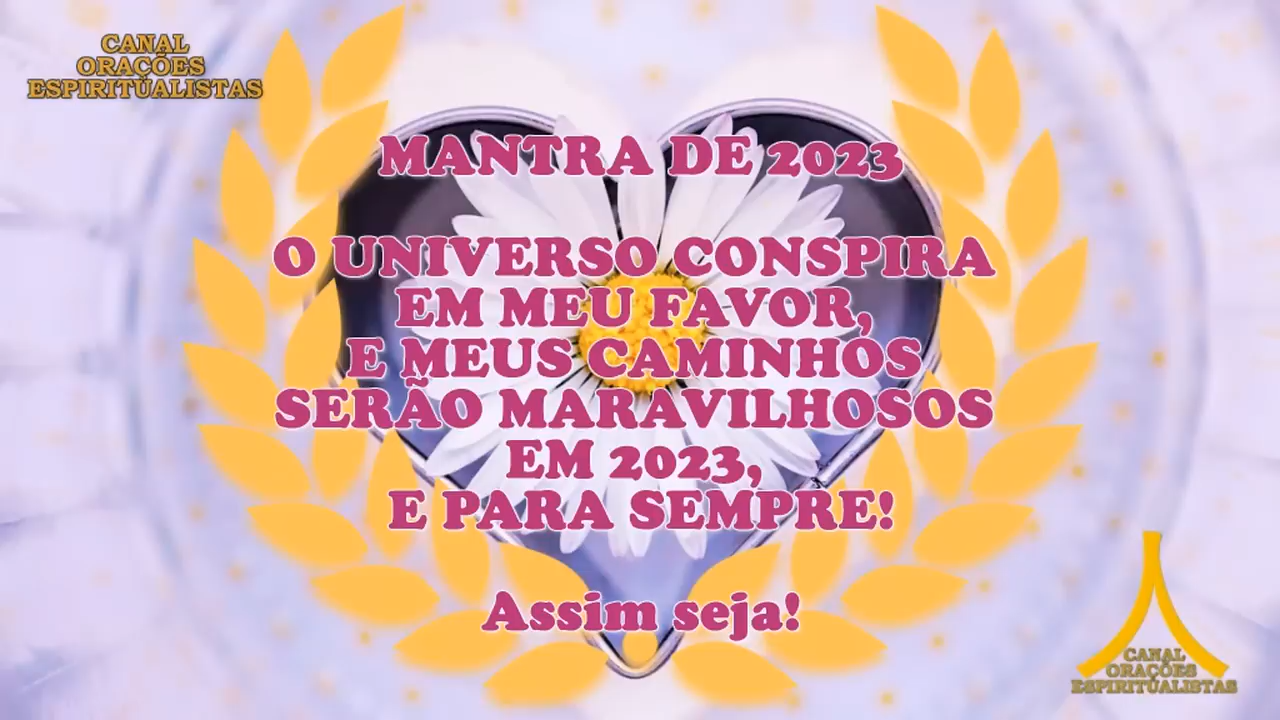 CANAL
ORAÇÕES
ESPIRITUALISTAS
MANTRA DE 2023
O UNIVERSO CONSPIRA
EM MEU FAVOR,
E MEUS CAMINHOS
SERÃO MARAVILHOSOS
EM 2023,
E PARA SEMPRE!
Assim seja!
CANAL
ORAÇÕES
ESPIRITUALISTAS